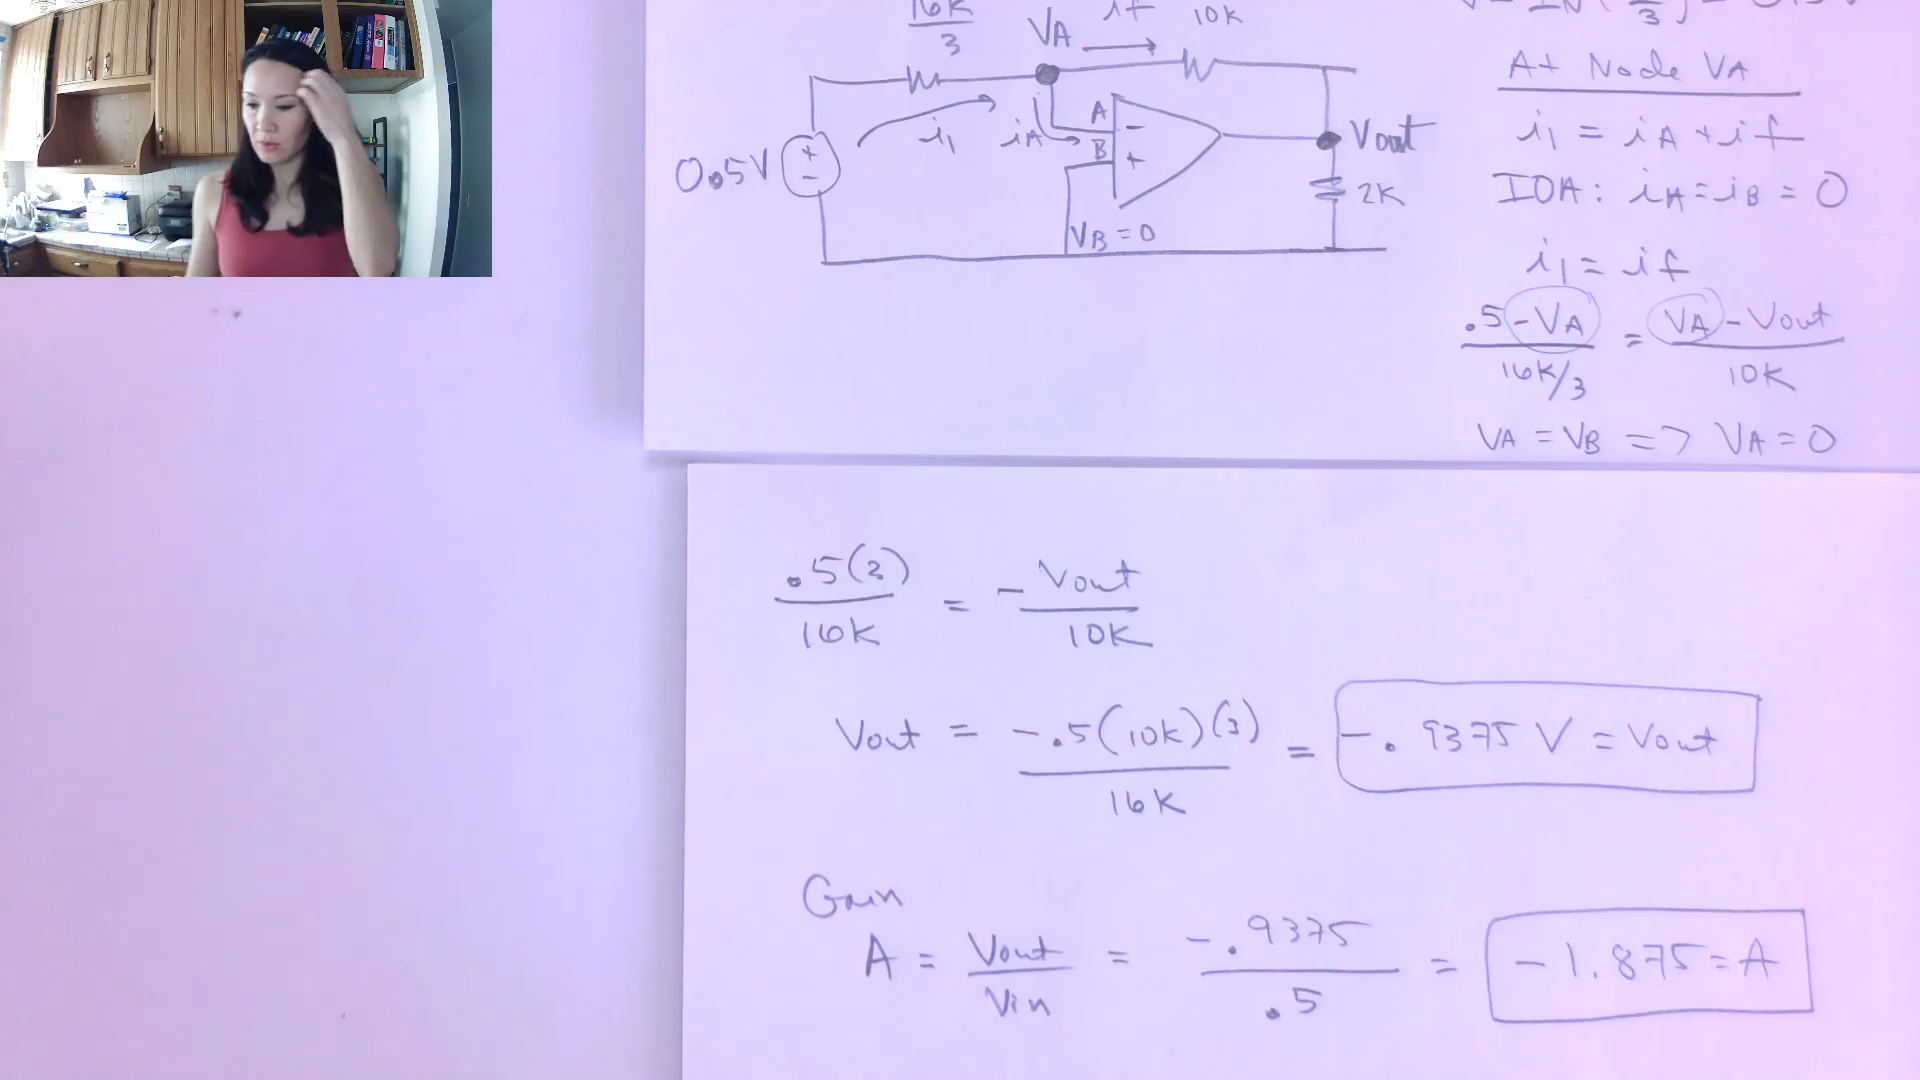 16K/3
VA
if
10K
i1
iA
A
B
-
+
0.5V
+
-
Vout
2K
VB = 0
At Node VA
i1 = iA + if
IOA: iA = iB = 0
i1 = if
.5 - VA / 16K/3 = VA - Vout / 10K
VA = VB => VA = 0
.5(3) / 16K = - Vout / 10K
Vout = -.5(10K)(3) / 16K = -.9375 V = Vout
Gain
A = Vout / Vin = -.9375 / .5 = -1.875 = A